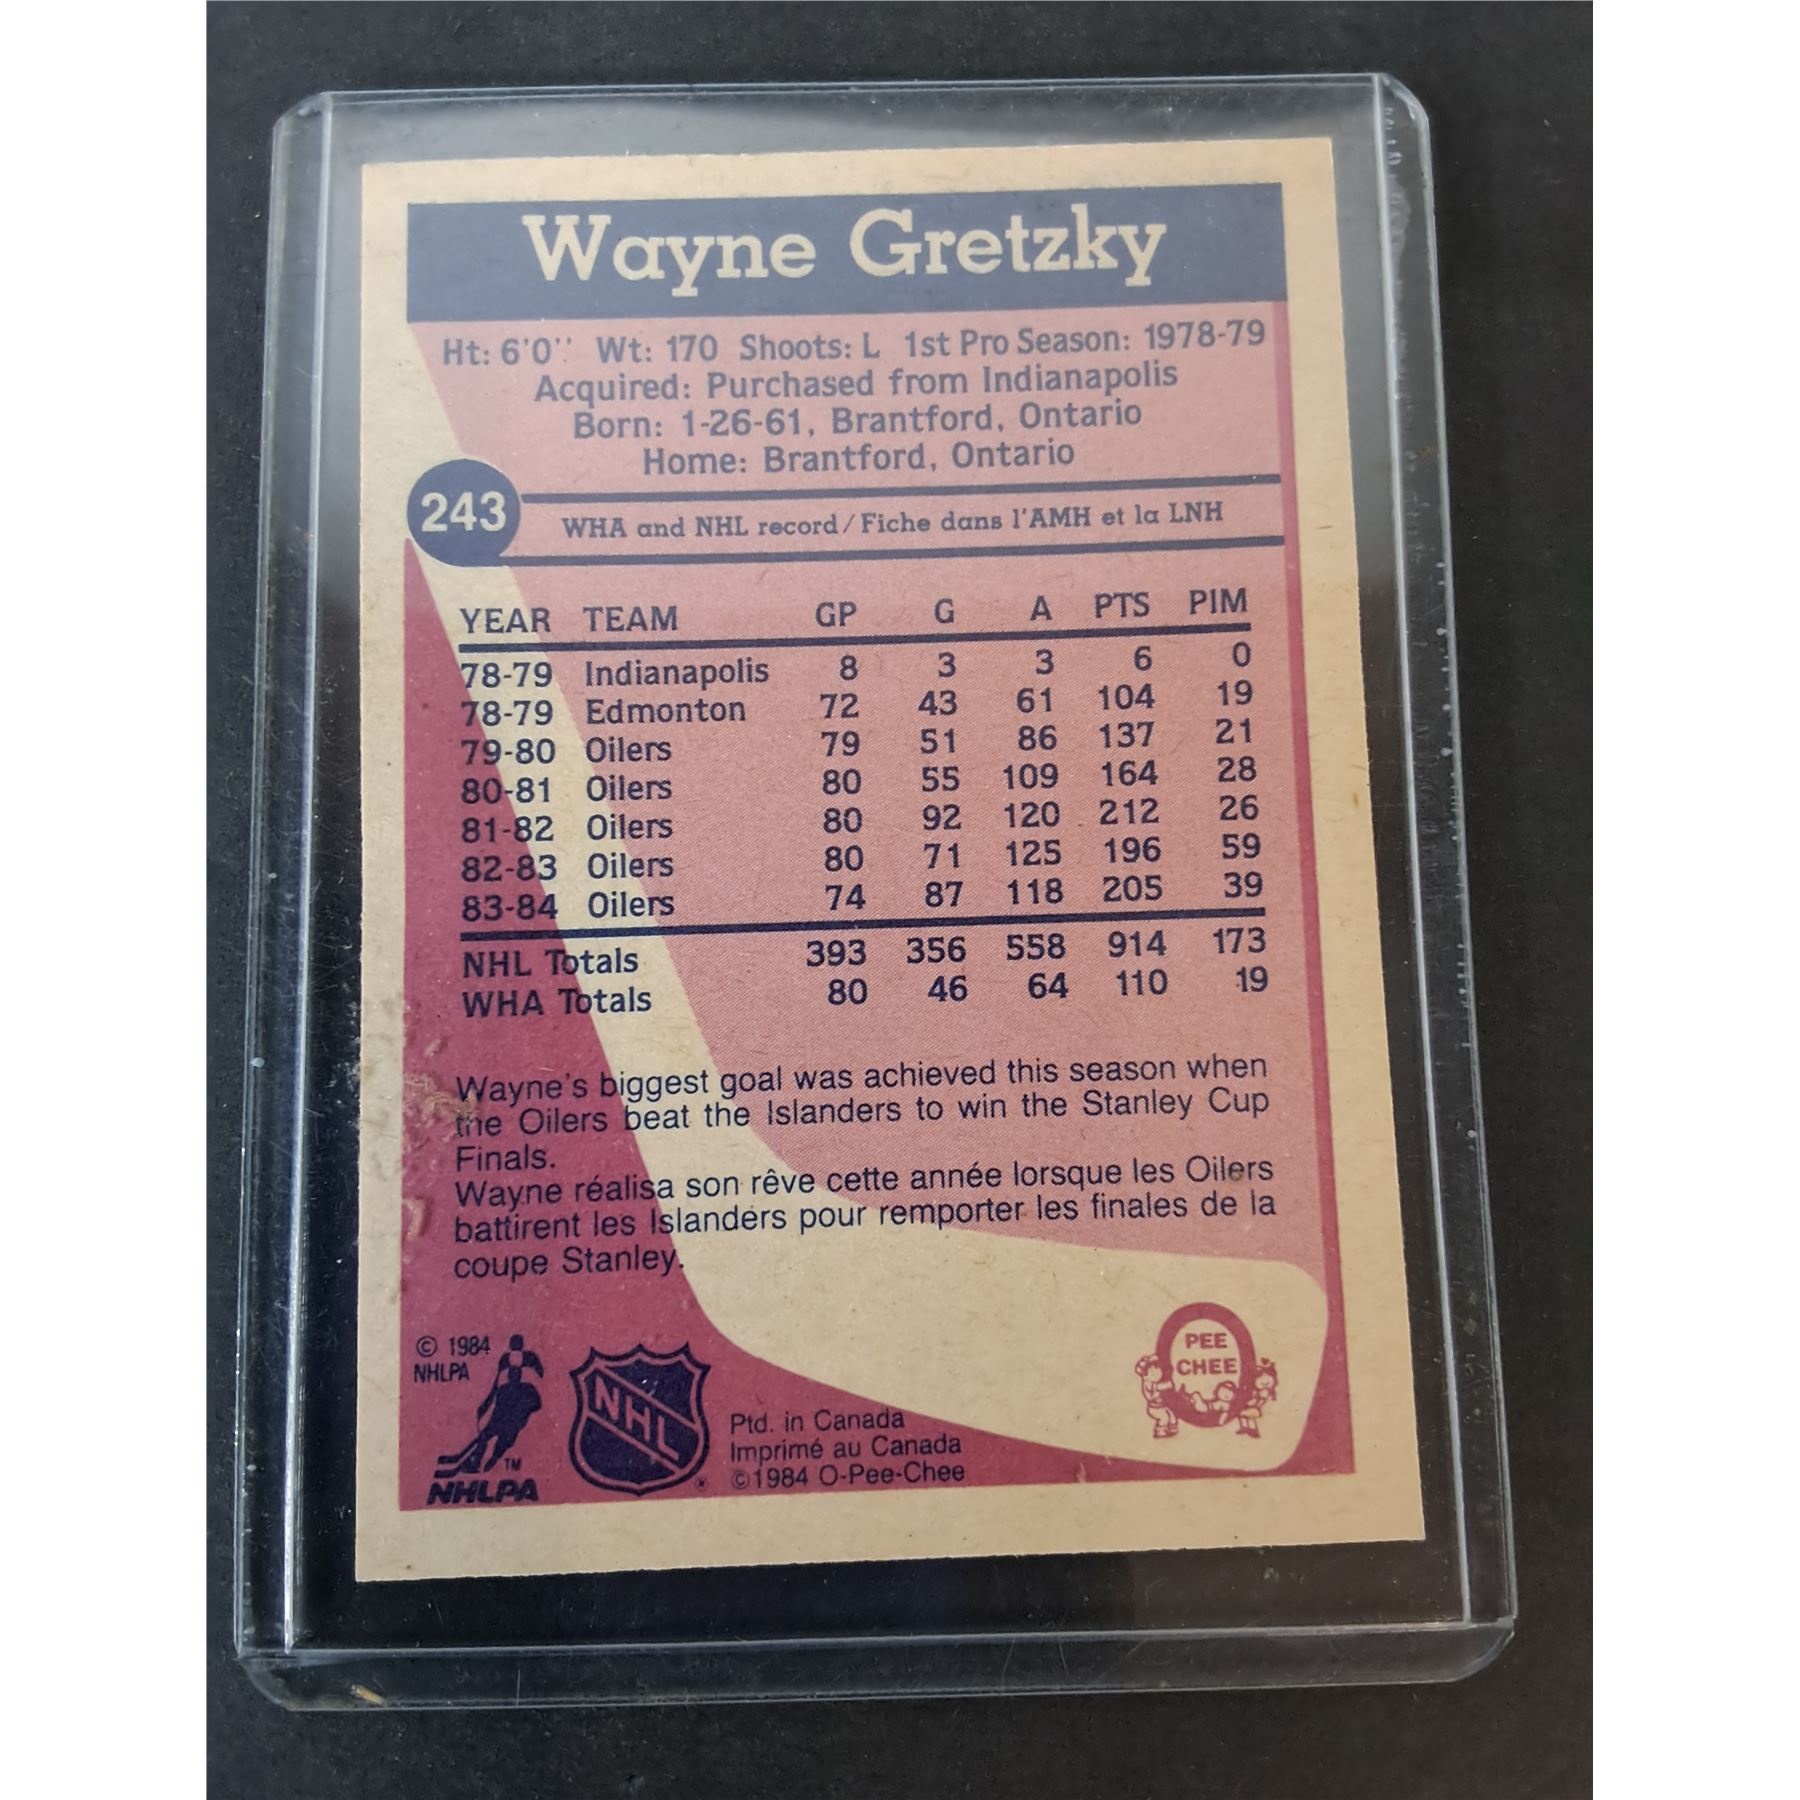 Wayne Gretzky
Ht: 6'0'' Wt: 170 Shoots: L 1st Pro Season: 1978-79
Acquired: Purchased from Indianapolis
Born: 1-26-61, Brantford, Ontario
Home: Brantford, Ontario
243
WHA and NHL record/Fiche dans l'AMH et la LNH
YEAR TEAM GP G A PTS PIM
78-79 Indianapolis 8 3 3 6 0
78-79 Edmonton 72 43 61 104 19
79-80 Oilers 79 51 86 137 21
80-81 Oilers 80 55 109 164 28
81-82 Oilers 80 92 120 212 26
82-83 Oilers 80 71 125 196 59
83-84 Oilers 74 87 118 205 39
NHL Totals 393 356 558 914 173
WHA Totals 80 46 64 110 19
Wayne's biggest goal was achieved this season when
the Oilers beat the Islanders to win the Stanley Cup
Finals.
Wayne réalisa son rêve cette année lorsque les Oilers
battirent les Islanders pour remporter les finales de la
coupe Stanley.
© 1984
NHLPA
TM
NHLPA
NHL
®
Ptd. in Canada
Imprimé au Canada
©1984 O-Pee-Chee
PEE
CHEE